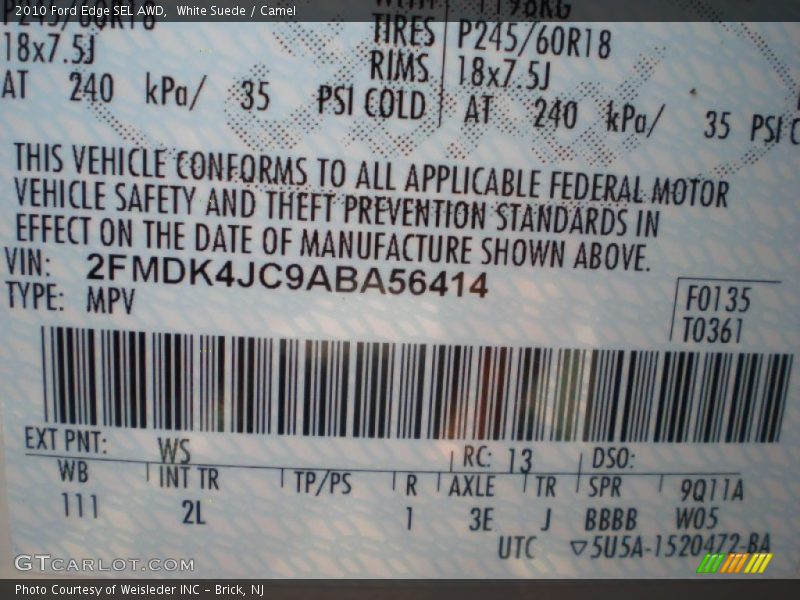 2010 Ford Edge SEL AWD,  White Suede / Camel
P245/60R18
TIRES P245/60R18
18x7.5J
RIMS 18x7.5J
AT 240 kPa/ 35 PSI COLD
AT 240 kPa/ 35 PSI C
THIS VEHICLE CONFORMS TO ALL APPLICABLE FEDERAL MOTOR
VEHICLE SAFETY AND THEFT PREVENTION STANDARDS IN
EFFECT ON THE DATE OF MANUFACTURE SHOWN ABOVE.
VIN: 2FMDK4JC9ABA56414
TYPE: MPV
F0135
T0361
EXT PNT: WS RC: 13 DSO:
WB INT TR TP/PS R AXLE TR SPR 9Q11A
111 2L 1 3E J BBBB W05
UTC ▽5U5A-1520472-BA
GTCARLOT.COM
Photo Courtesy of Weisleder INC - Brick, NJ